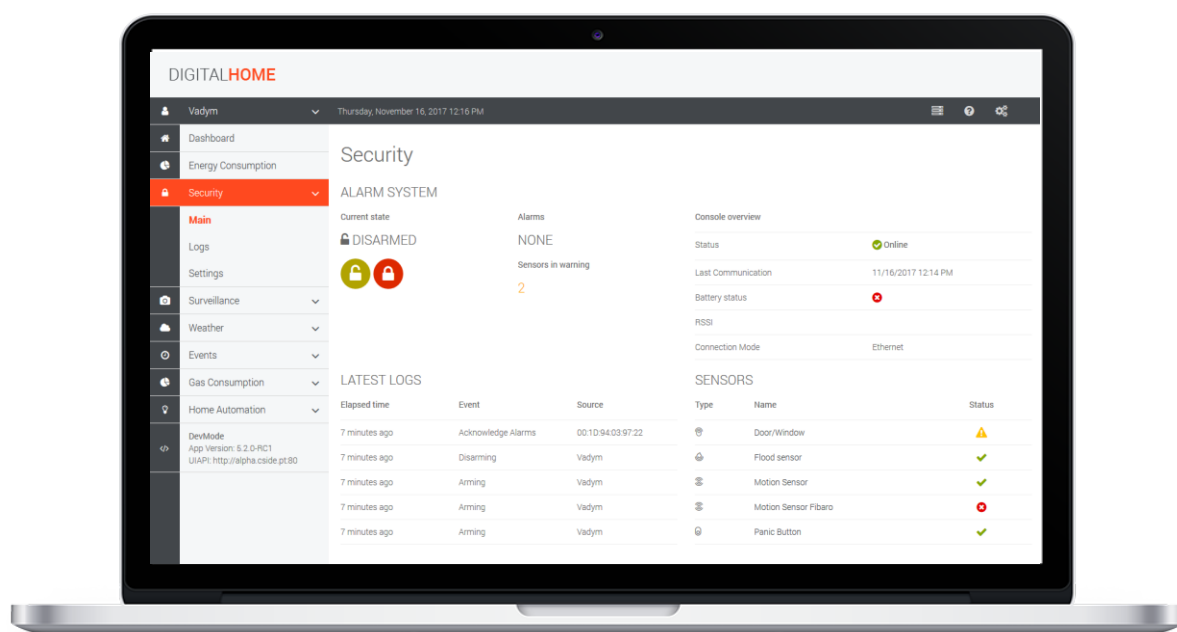 DIGITALHOME
Vadym
Thursday, November 16, 2017 12:16 PM
Dashboard
Energy Consumption
Security
Main
Logs
Settings
Surveillance
Weather
Events
Gas Consumption
Home Automation
DevMode
App Version: 5.2.0-RC1
UIAPI: http://alpha.cside.pt:80
Security
ALARM SYSTEM
Current state
DISARMED
Alarms
NONE
Sensors in warning
2
Console overview
Status Online
Last Communication 11/16/2017 12:14 PM
Battery status
RSSI
Connection Mode Ethernet
LATEST LOGS
Elapsed time Event Source
7 minutes ago Acknowledge Alarms 00:1D:94:03:97:22
7 minutes ago Disarming Vadym
7 minutes ago Arming Vadym
7 minutes ago Arming Vadym
7 minutes ago Arming Vadym
SENSORS
Type Name Status
Door/Window
Flood sensor
Motion Sensor
Motion Sensor Fibaro
Panic Button